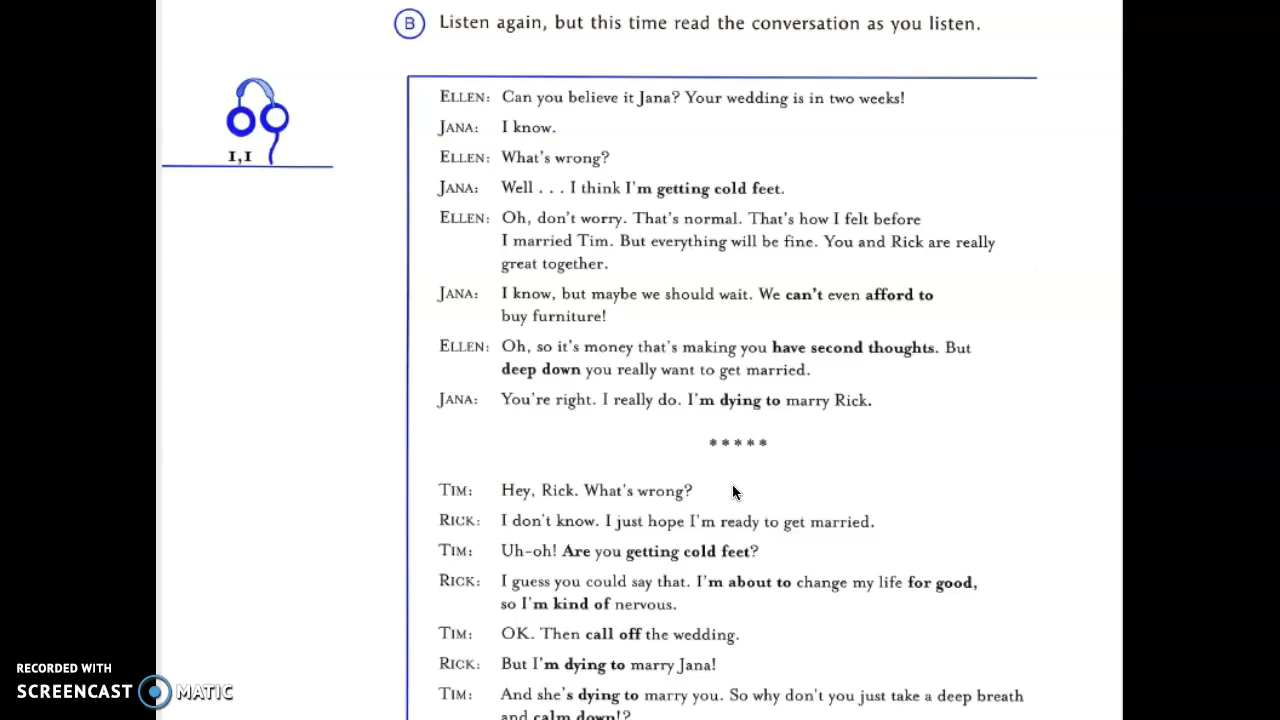 B Listen again, but this time read the conversation as you listen.
1,1
ELLEN: Can you believe it Jana? Your wedding is in two weeks!
JANA: I know.
ELLEN: What's wrong?
JANA: Well . . . I think I'm getting cold feet.
ELLEN: Oh, don't worry. That's normal. That's how I felt before
I married Tim. But everything will be fine. You and Rick are really
great together.
JANA: I know, but maybe we should wait. We can't even afford to
buy furniture!
ELLEN: Oh, so it's money that's making you have second thoughts. But
deep down you really want to get married.
JANA: You're right. I really do. I'm dying to marry Rick.
*****
TIM: Hey, Rick. What's wrong?
RICK: I don't know. I just hope I'm ready to get married.
TIM: Uh-oh! Are you getting cold feet?
RICK: I guess you could say that. I'm about to change my life for good,
so I'm kind of nervous.
TIM: OK. Then call off the wedding.
RICK: But I'm dying to marry Jana!
TIM: And she's dying to marry you. So why don't you just take a deep breath
and calm down!?
RECORDED WITH
SCREENCAST MATIC